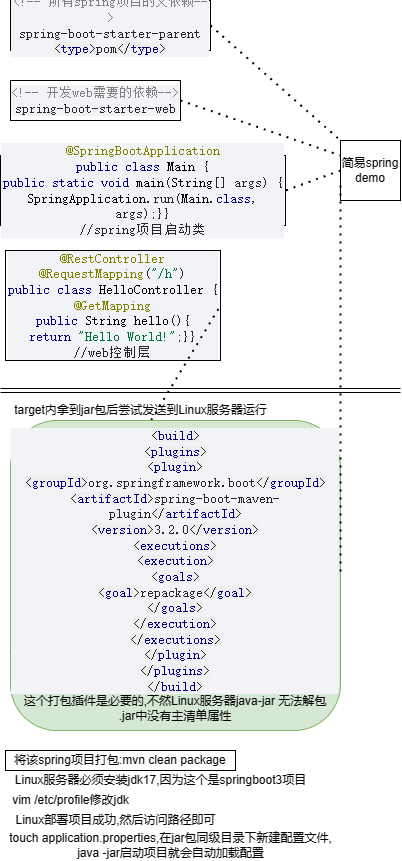 <!-- 所有spring项目的父依赖--
>
spring-boot-starter-parent
<type>pom</type>
<!-- 开发web需要的依赖-->
spring-boot-starter-web
@SpringBootApplication
public class Main {
public static void main(String[] args) {
SpringApplication.run(Main.class,
args);}}
//spring项目启动类
简易spring
demo
@RestController
@RequestMapping("/h")
public class HelloController {
@GetMapping
public String hello(){
return "Hello World!";}}
//web控制层
target内拿到jar包后尝试发送到Linux服务器运行
<build>
<plugins>
<plugin>
<groupId>org.springframework.boot</groupId>
<artifactId>spring-boot-maven-
plugin</artifactId>
<version>3.2.0</version>
<executions>
<execution>
<goals>
<goal>repackage</goal>
</goals>
</execution>
</executions>
</plugin>
</plugins>
</build>
这个打包插件是必要的,不然Linux服务器java-jar 无法解包
.jar中没有主清单属性
将该spring项目打包:mvn clean package
Linux服务器必须安装jdk17,因为这个是springboot3项目
vim /etc/profile修改jdk
Linux部署项目成功,然后访问路径即可
touch application.properties,在jar包同级目录下新建配置文件,
java -jar启动项目就会自动加载配置